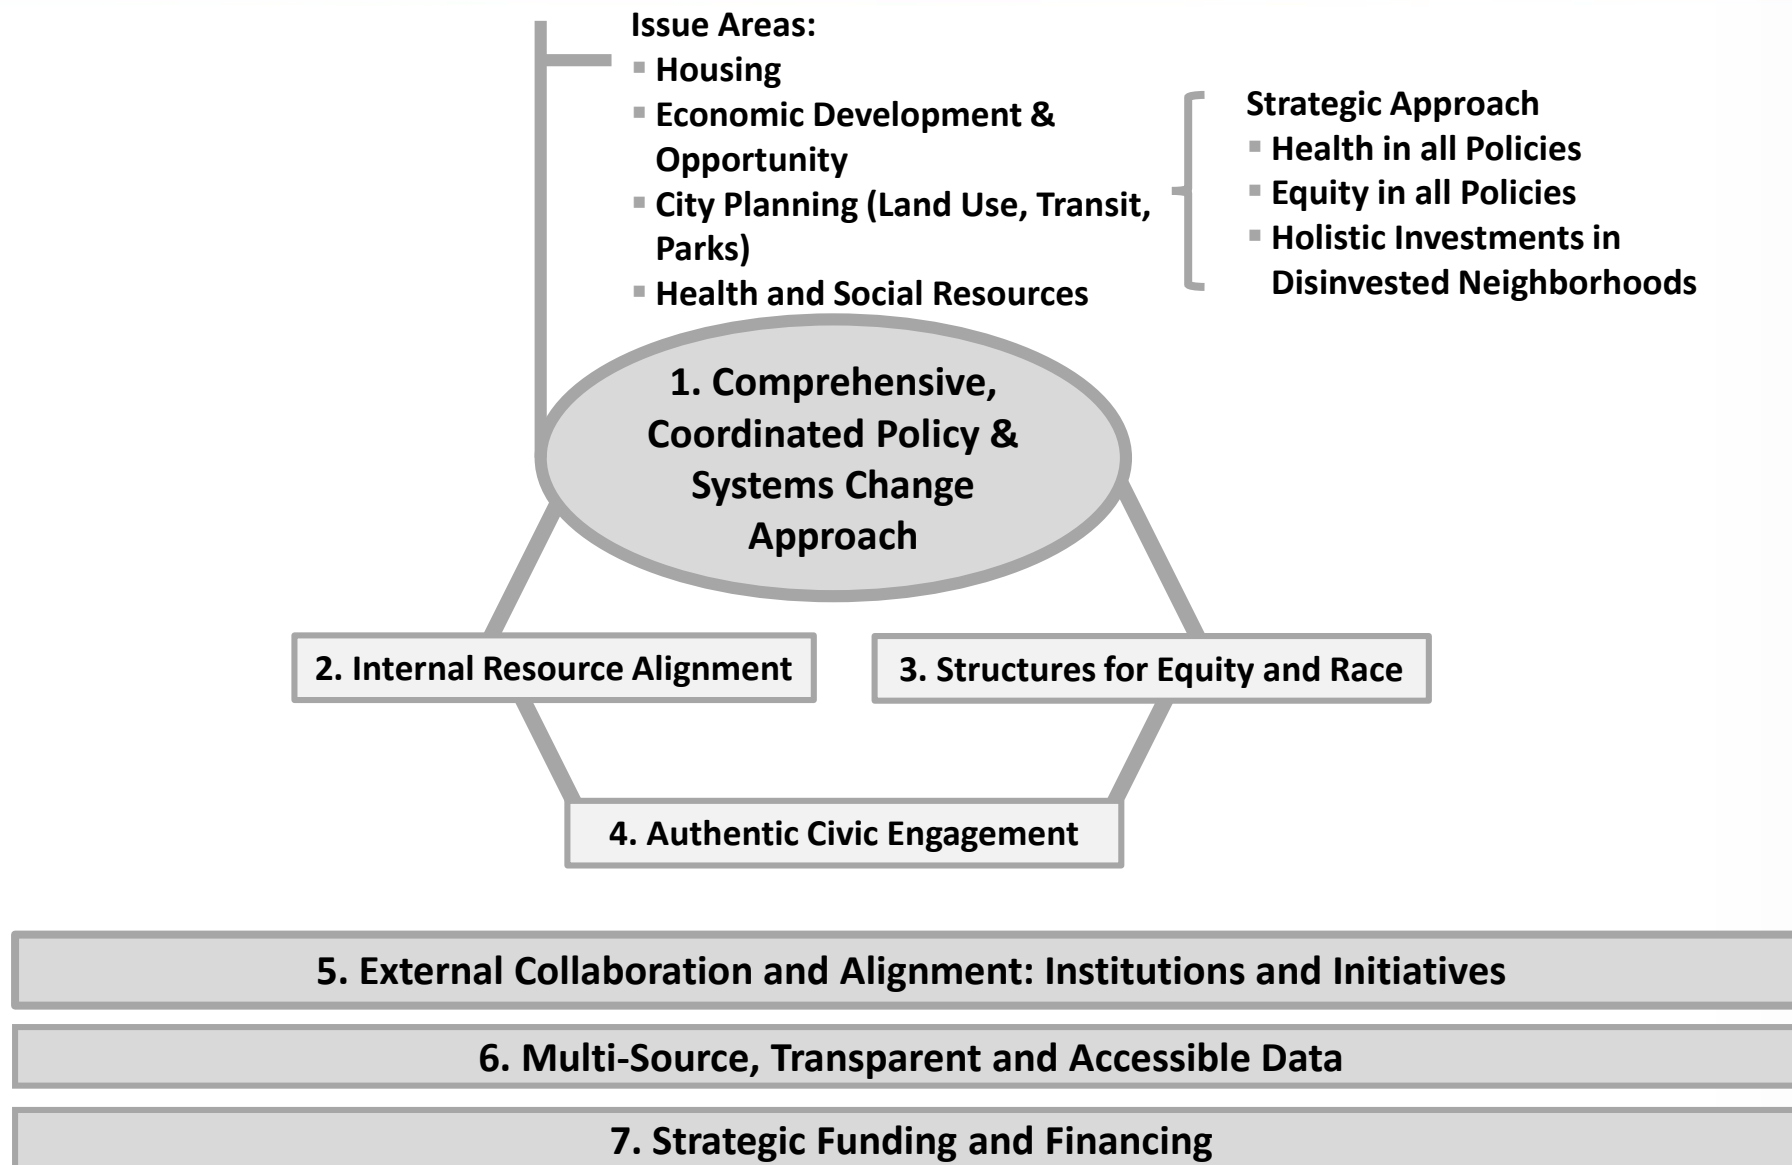 Issue Areas:
▪ Housing
▪ Economic Development &
Opportunity
▪ City Planning (Land Use, Transit,
Parks)
▪ Health and Social Resources
Strategic Approach
▪ Health in all Policies
▪ Equity in all Policies
▪ Holistic Investments in
Disinvested Neighborhoods
1. Comprehensive,
Coordinated Policy &
Systems Change
Approach
2. Internal Resource Alignment
3. Structures for Equity and Race
4. Authentic Civic Engagement
5. External Collaboration and Alignment: Institutions and Initiatives
6. Multi-Source, Transparent and Accessible Data
7. Strategic Funding and Financing